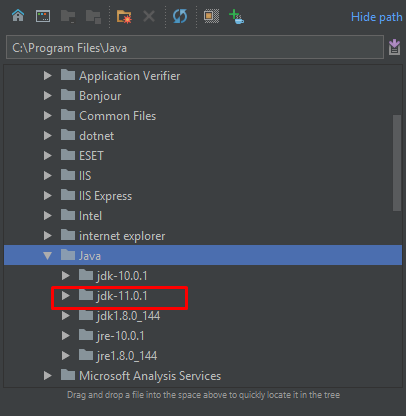 Hide path
C:\Program Files\Java
Application Verifier
Bonjour
Common Files
dotnet
ESET
IIS
IIS Express
Intel
internet explorer
Java
jdk-10.0.1
jdk-11.0.1
jdk1.8.0_144
jre-10.0.1
jre1.8.0_144
Microsoft Analysis Services
Drag and drop a file into the space above to quickly locate it in the tree